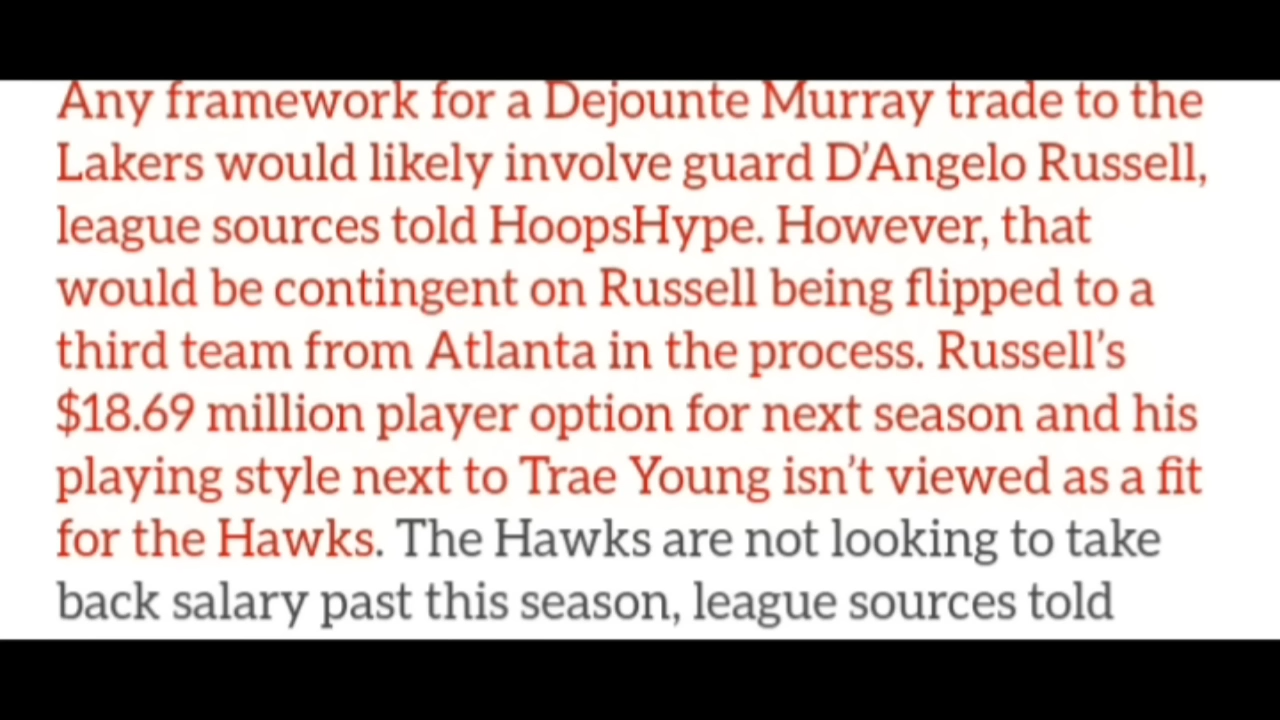 Any framework for a Dejounte Murray trade to the
Lakers would likely involve guard D’Angelo Russell,
league sources told HoopsHype. However, that
would be contingent on Russell being flipped to a
third team from Atlanta in the process. Russell’s
$18.69 million player option for next season and his
playing style next to Trae Young isn’t viewed as a fit
for the Hawks. The Hawks are not looking to take
back salary past this season, league sources told